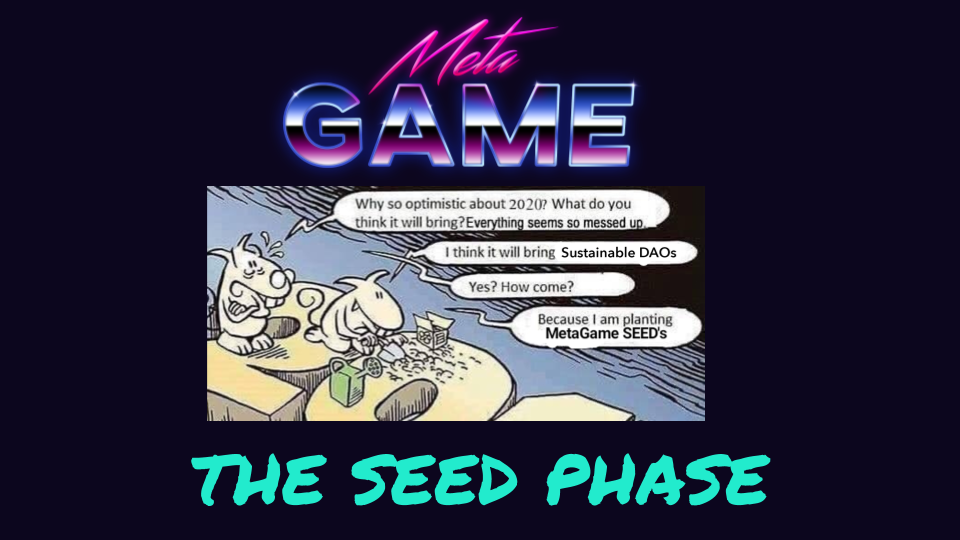 Meta
GAME
Why so optimistic about 2020? What do you
think it will bring?Everything seems so messed up.
I think it will bring Sustainable DAOs
Yes? How come?
Because I am planting
MetaGame SEED's
THE SEED PHASE